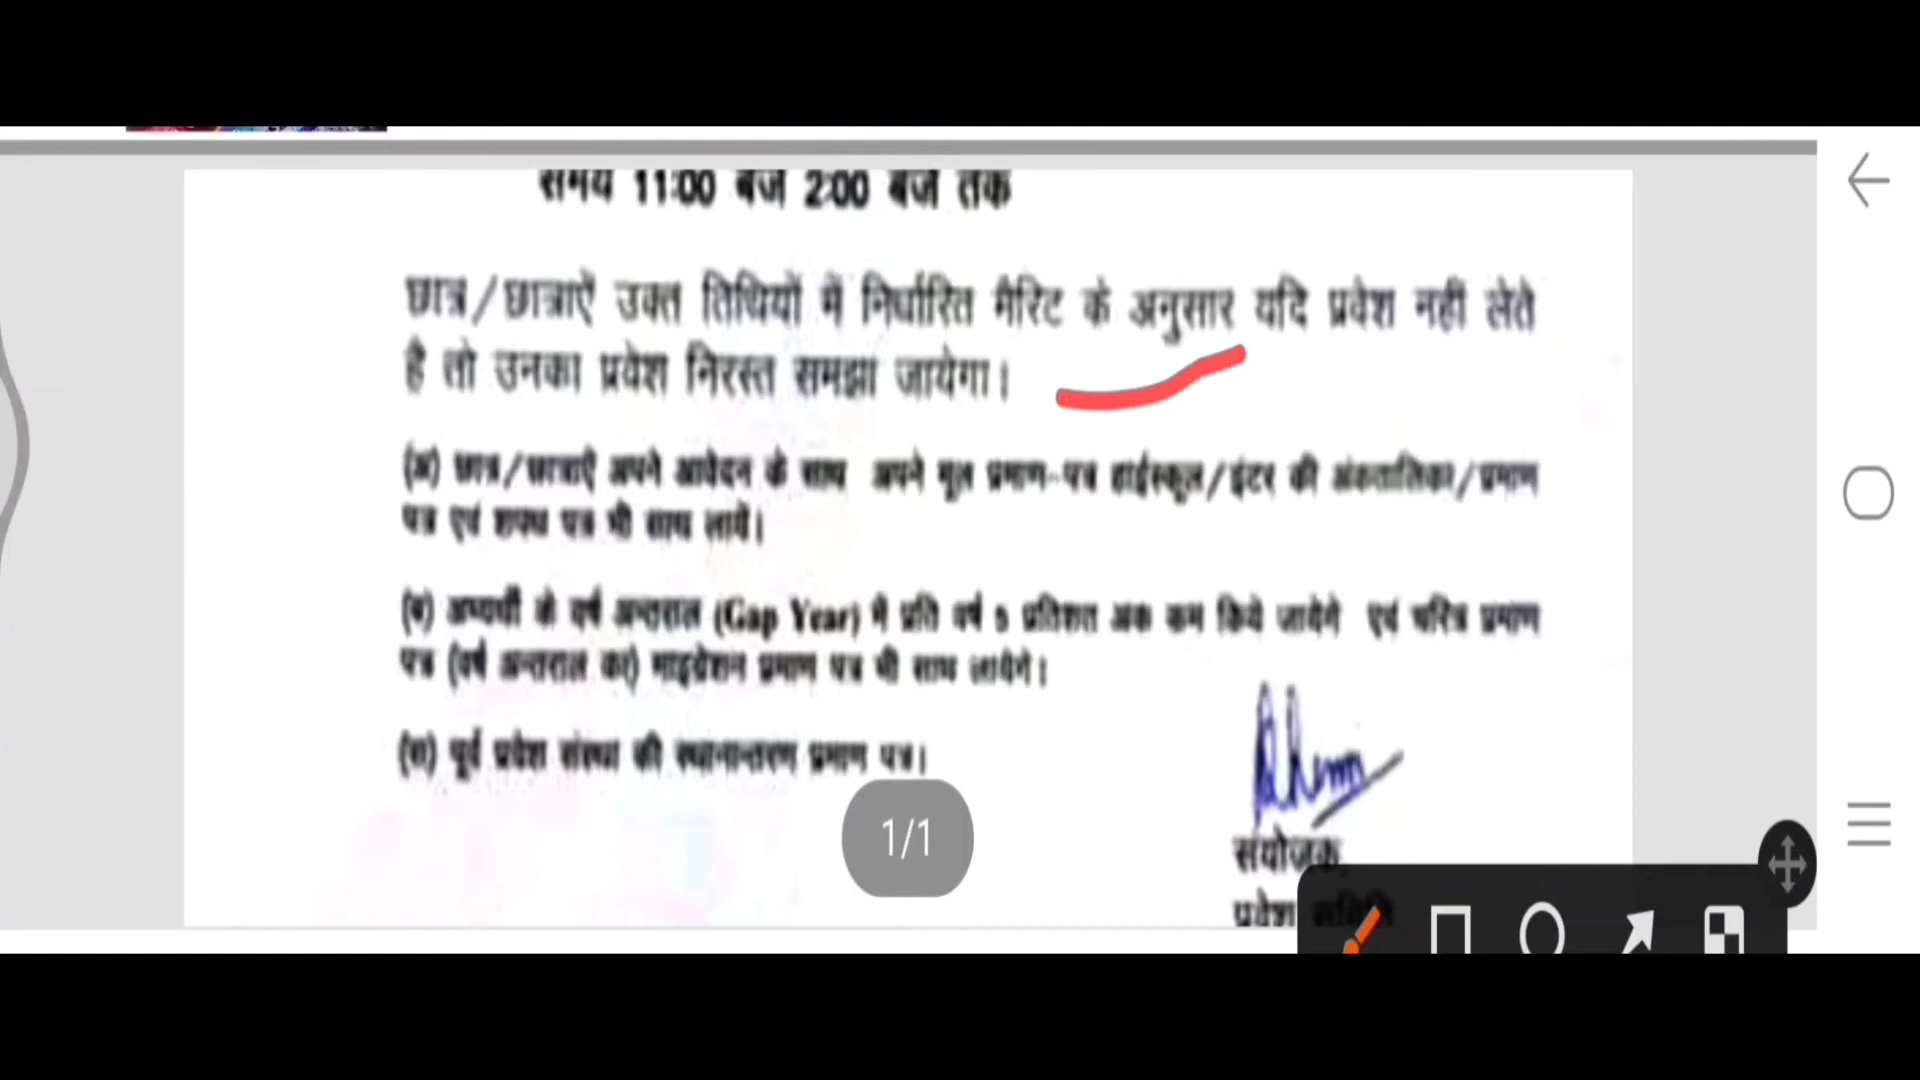 समय 11:00 बजे 2:00 बजे तक
छात्र/छात्राऐं उक्त तिथियों में निर्धारित मैरिट के अनुसार यदि प्रवेश नही लेते
है तो उनका प्रवेश निरस्त समझा जायेगा।
(अ) छात्र/छात्राऐं अपने आवेदन के साथ अपने मूल प्रमाण-पत्र हाईस्कूल/इंटर की अंकतालिका/प्रमाण
पत्र एवं शपथ पत्र भी साथ लायें।
(ब) अभ्यर्थी के वर्ष अन्तराल (Gap Year) में प्रति वर्ष 5 प्रतिशत अंक कम किये जायेगे एवं चरित्र प्रमाण
पत्र (वर्ष अन्तराल का) माइग्रेशन प्रमाण पत्र भी साथ लायेगे।
(स) पूर्व प्रवेश संस्था की स्थानान्तरण प्रमाण पत्र।
1/1
संयोजक
प्रवेश समिति